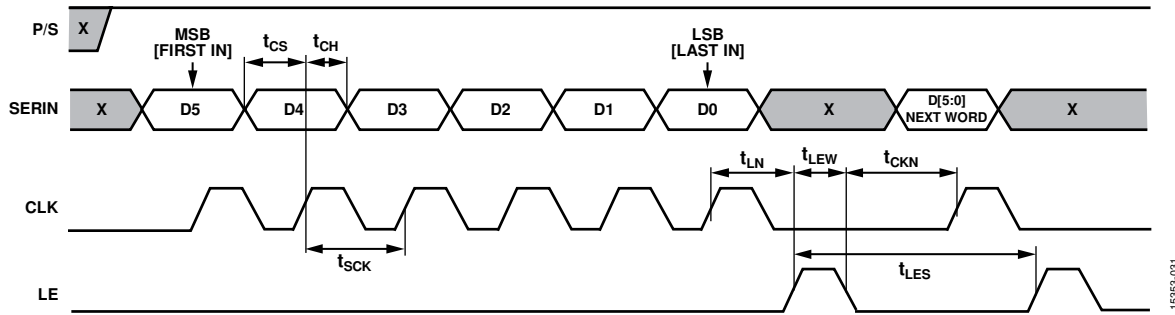 P/S
X
MSB
[FIRST IN]
tCS
tCH
LSB
[LAST IN]
SERIN
X
D5
D4
D3
D2
D1
D0
X
D[5:0]
NEXT WORD
X
tLN
tLEW
tCKN
CLK
tSCK
tLES
LE
15353-031